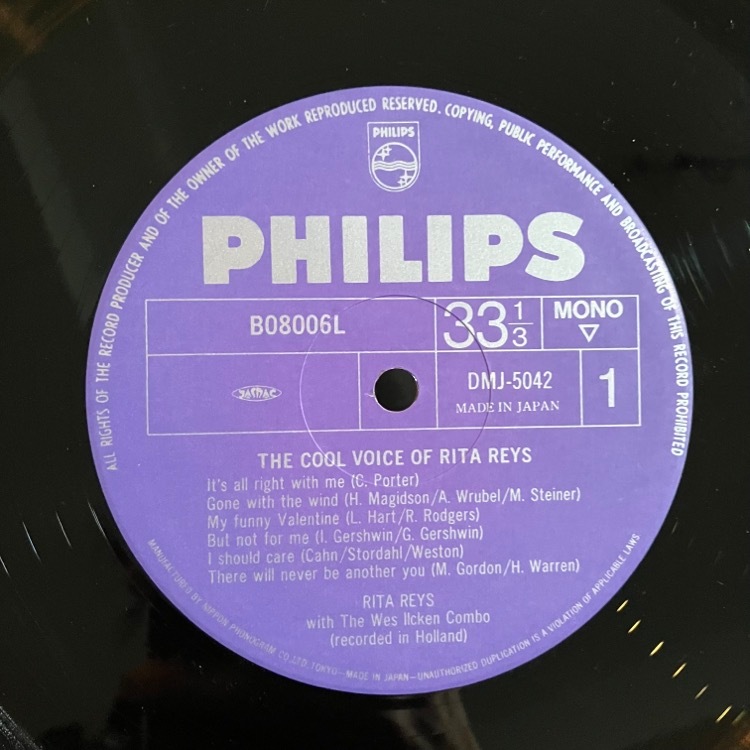 ALL RIGHTS OF THE RECORD PRODUCER AND OF THE OWNER OF THE WORK REPRODUCED RESERVED. COPYING, PUBLIC PERFORMANCE AND BROADCASTING OF THIS RECORD PROHIBITED
PHILIPS
PHILIPS
B08006L
33 1/3
MONO
▽
JASRAC
DMJ-5042
MADE IN JAPAN
1
THE COOL VOICE OF RITA REYS
It's all right with me (C. Porter)
Gone with the wind (H. Magidson/A. Wrubel/M. Steiner)
My funny Valentine (L. Hart/R. Rodgers)
But not for me (I. Gershwin/G. Gershwin)
I should care (Cahn/Stordahl/Weston)
There will never be another you (M. Gordon/H. Warren)
RITA REYS
with The Wes Ilcken Combo
(recorded in Holland)
MANUFACTURED BY NIPPON PHONOGRAM CO., LTD. TOKYO-MADE IN JAPAN-UNAUTHORIZED DUPLICATION IS A VIOLATION OF APPLICABLE LAWS